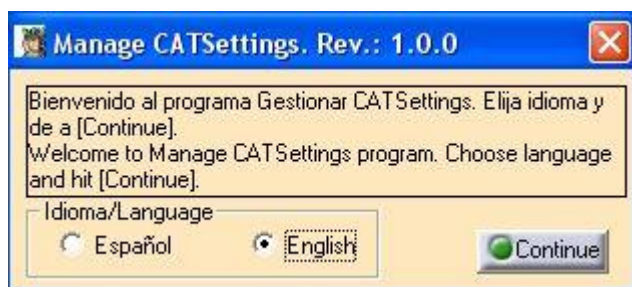 Manage CATSettings. Rev.: 1.0.0
Bienvenido al programa Gestionar CATSettings. Elija idioma y
de a [Continue].
Welcome to Manage CATSettings program. Choose language
and hit [Continue].
Idioma/Language
Español English
Continue